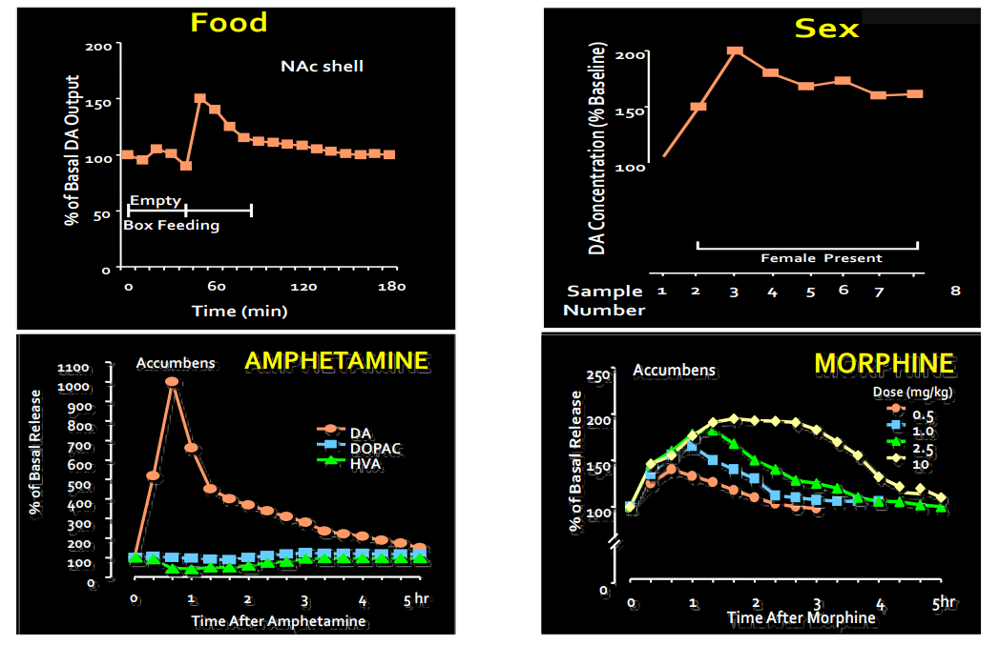 Food
% of Basal DA Output
200
150
100
50
0
NAc shell
Empty
Box Feeding
0 60 120 180
Time (min)
Sex
DA Concentration (% Baseline)
200
150
100
Female Present
Sample
Number
1 2 3 4 5 6 7 8
AMPHETAMINE
Accumbens
% of Basal Release
1100
1000
900
800
700
600
500
400
300
200
100
0
DA
DOPAC
HVA
0 1 2 3 4 5 hr
Time After Amphetamine
MORPHINE
Accumbens
% of Basal Release
250
200
150
100
0
Dose (mg/kg)
0.5
1.0
2.5
10
0 1 2 3 4 5hr
Time After Morphine